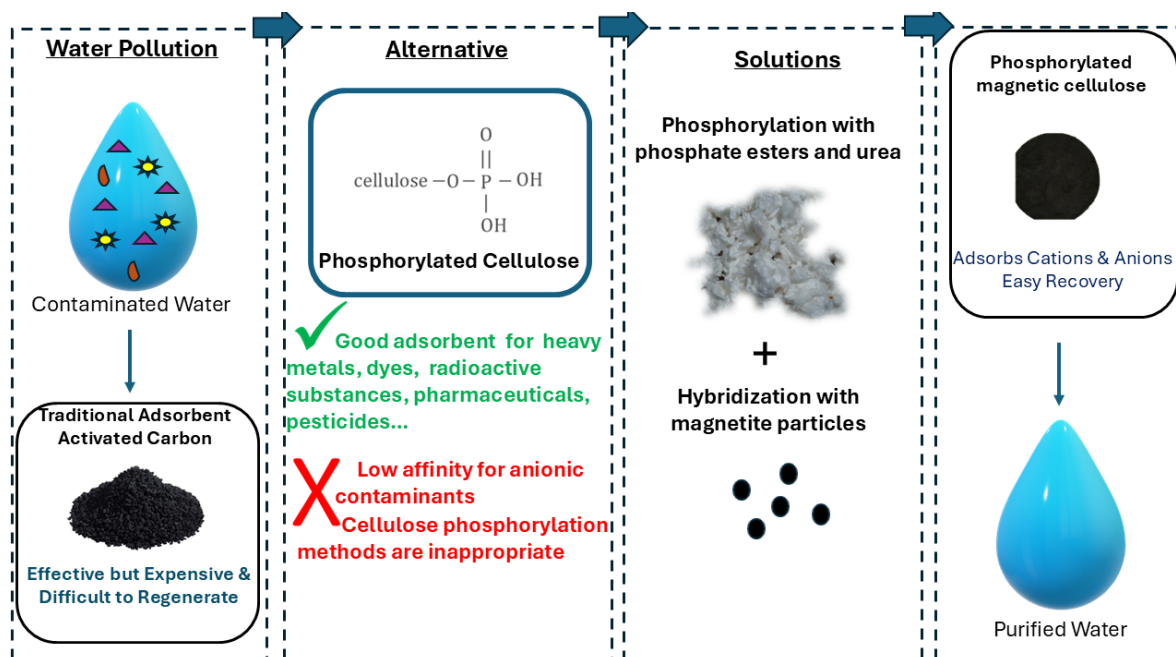 Water Pollution
Contaminated Water
Traditional Adsorbent
Activated Carbon
Effective but Expensive &
Difficult to Regenerate
Alternative
O
||
cellulose –O– P – OH
|
OH
Phosphorylated Cellulose
Good adsorbent for heavy
metals, dyes, radioactive
substances, pharmaceuticals,
pesticides...
X
Low affinity for anionic
contaminants
Cellulose phosphorylation
methods are inappropriate
Solutions
Phosphorylation with
phosphate esters and urea
+
Hybridization with
magnetite particles
Phosphorylated
magnetic cellulose
Adsorbs Cations & Anions
Easy Recovery
Purified Water